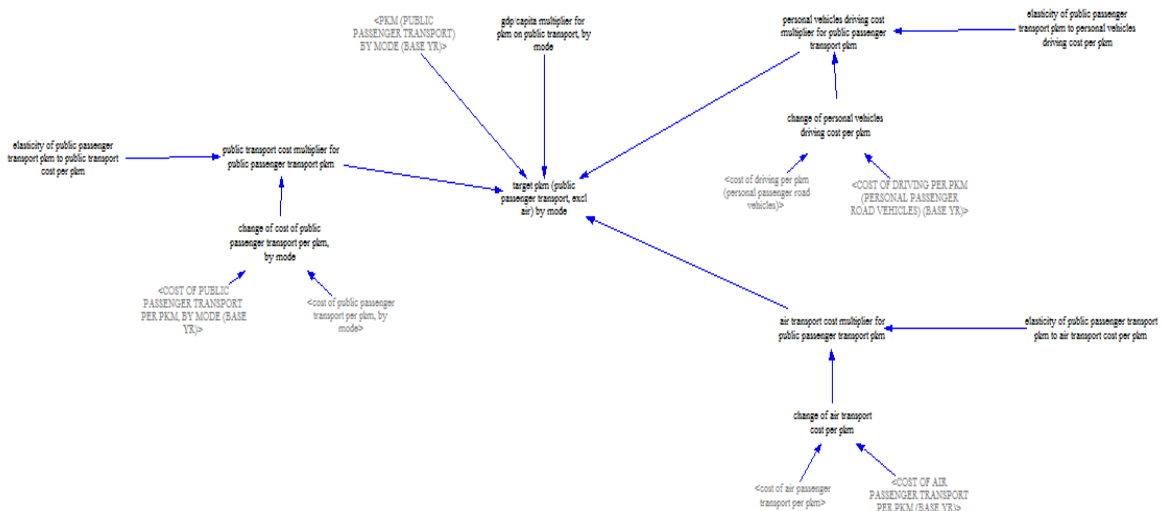 <PKM (PUBLIC
PASSENGER TRANSPORT)
BY MODE (BASE YR)>
gdp/capita multiplier for
pkm on public transport, by
mode
personal vehicles driving cost
multiplier for public passenger
transport pkm
elasticity of public passenger
transport pkm to personal vehicles
driving cost per pkm
change of personal vehicles
driving cost per pkm
elasticity of public passenger
transport pkm to public transport
cost per pkm
public transport cost multiplier for
public passenger transport pkm
target pkm (public
passenger transport, excl
air) by mode
<cost of driving per pkm
(personal passenger road
vehicles)>
<COST OF DRIVING PER PKM
(PERSONAL PASSENGER
ROAD VEHICLES) (BASE YR)>
change of cost of public
passenger transport per pkm,
by mode
<COST OF PUBLIC
PASSENGER TRANSPORT
PER PKM, BY MODE (BASE
YR)>
<cost of public passenger
transport per pkm, by
mode>
air transport cost multiplier for
public passenger transport pkm
elasticity of public passenger transport
pkm to air transport cost per pkm
change of air transport
cost per pkm
<cost of air passenger
transport per pkm>
<COST OF AIR
PASSENGER TRANSPORT
PER PKM (BASE YR)>